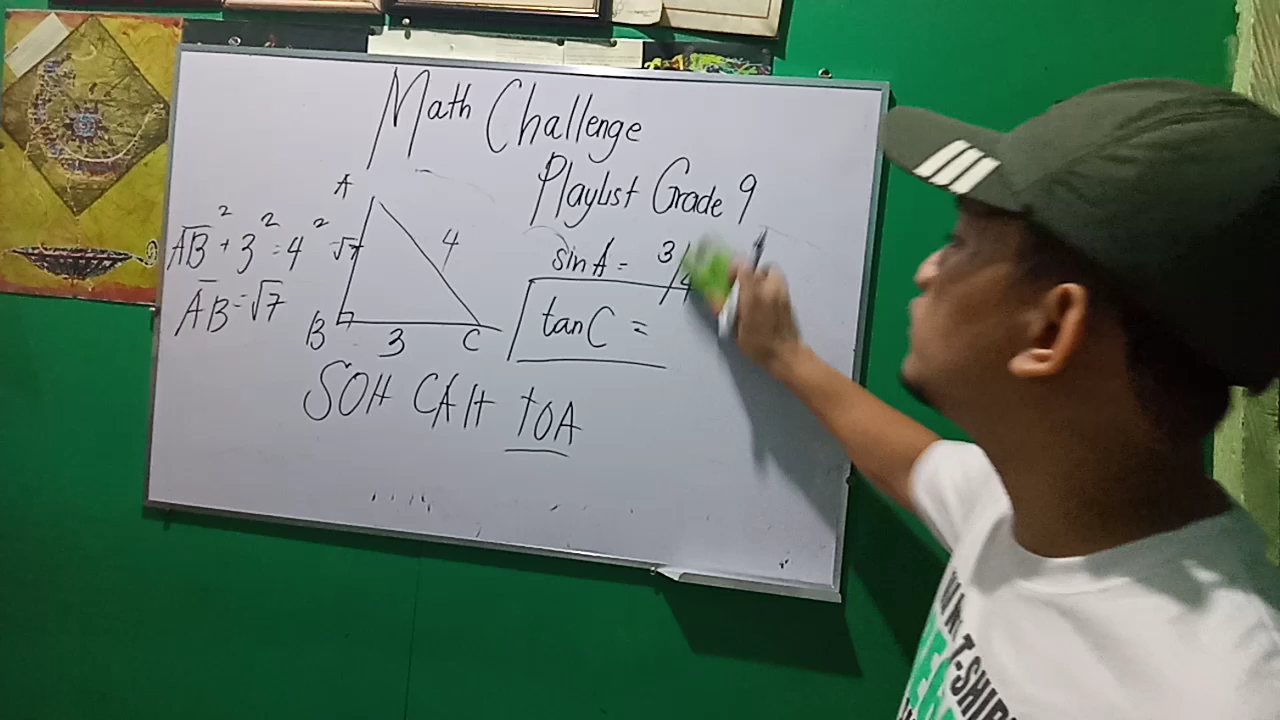 Math Challenge
Playlist Grade 9
A
AB² + 3² = 4²
√7
4
sin A = 3/4
AB = √7
B
3
C
tan C =
SOH CAH TOA
T-SHIR